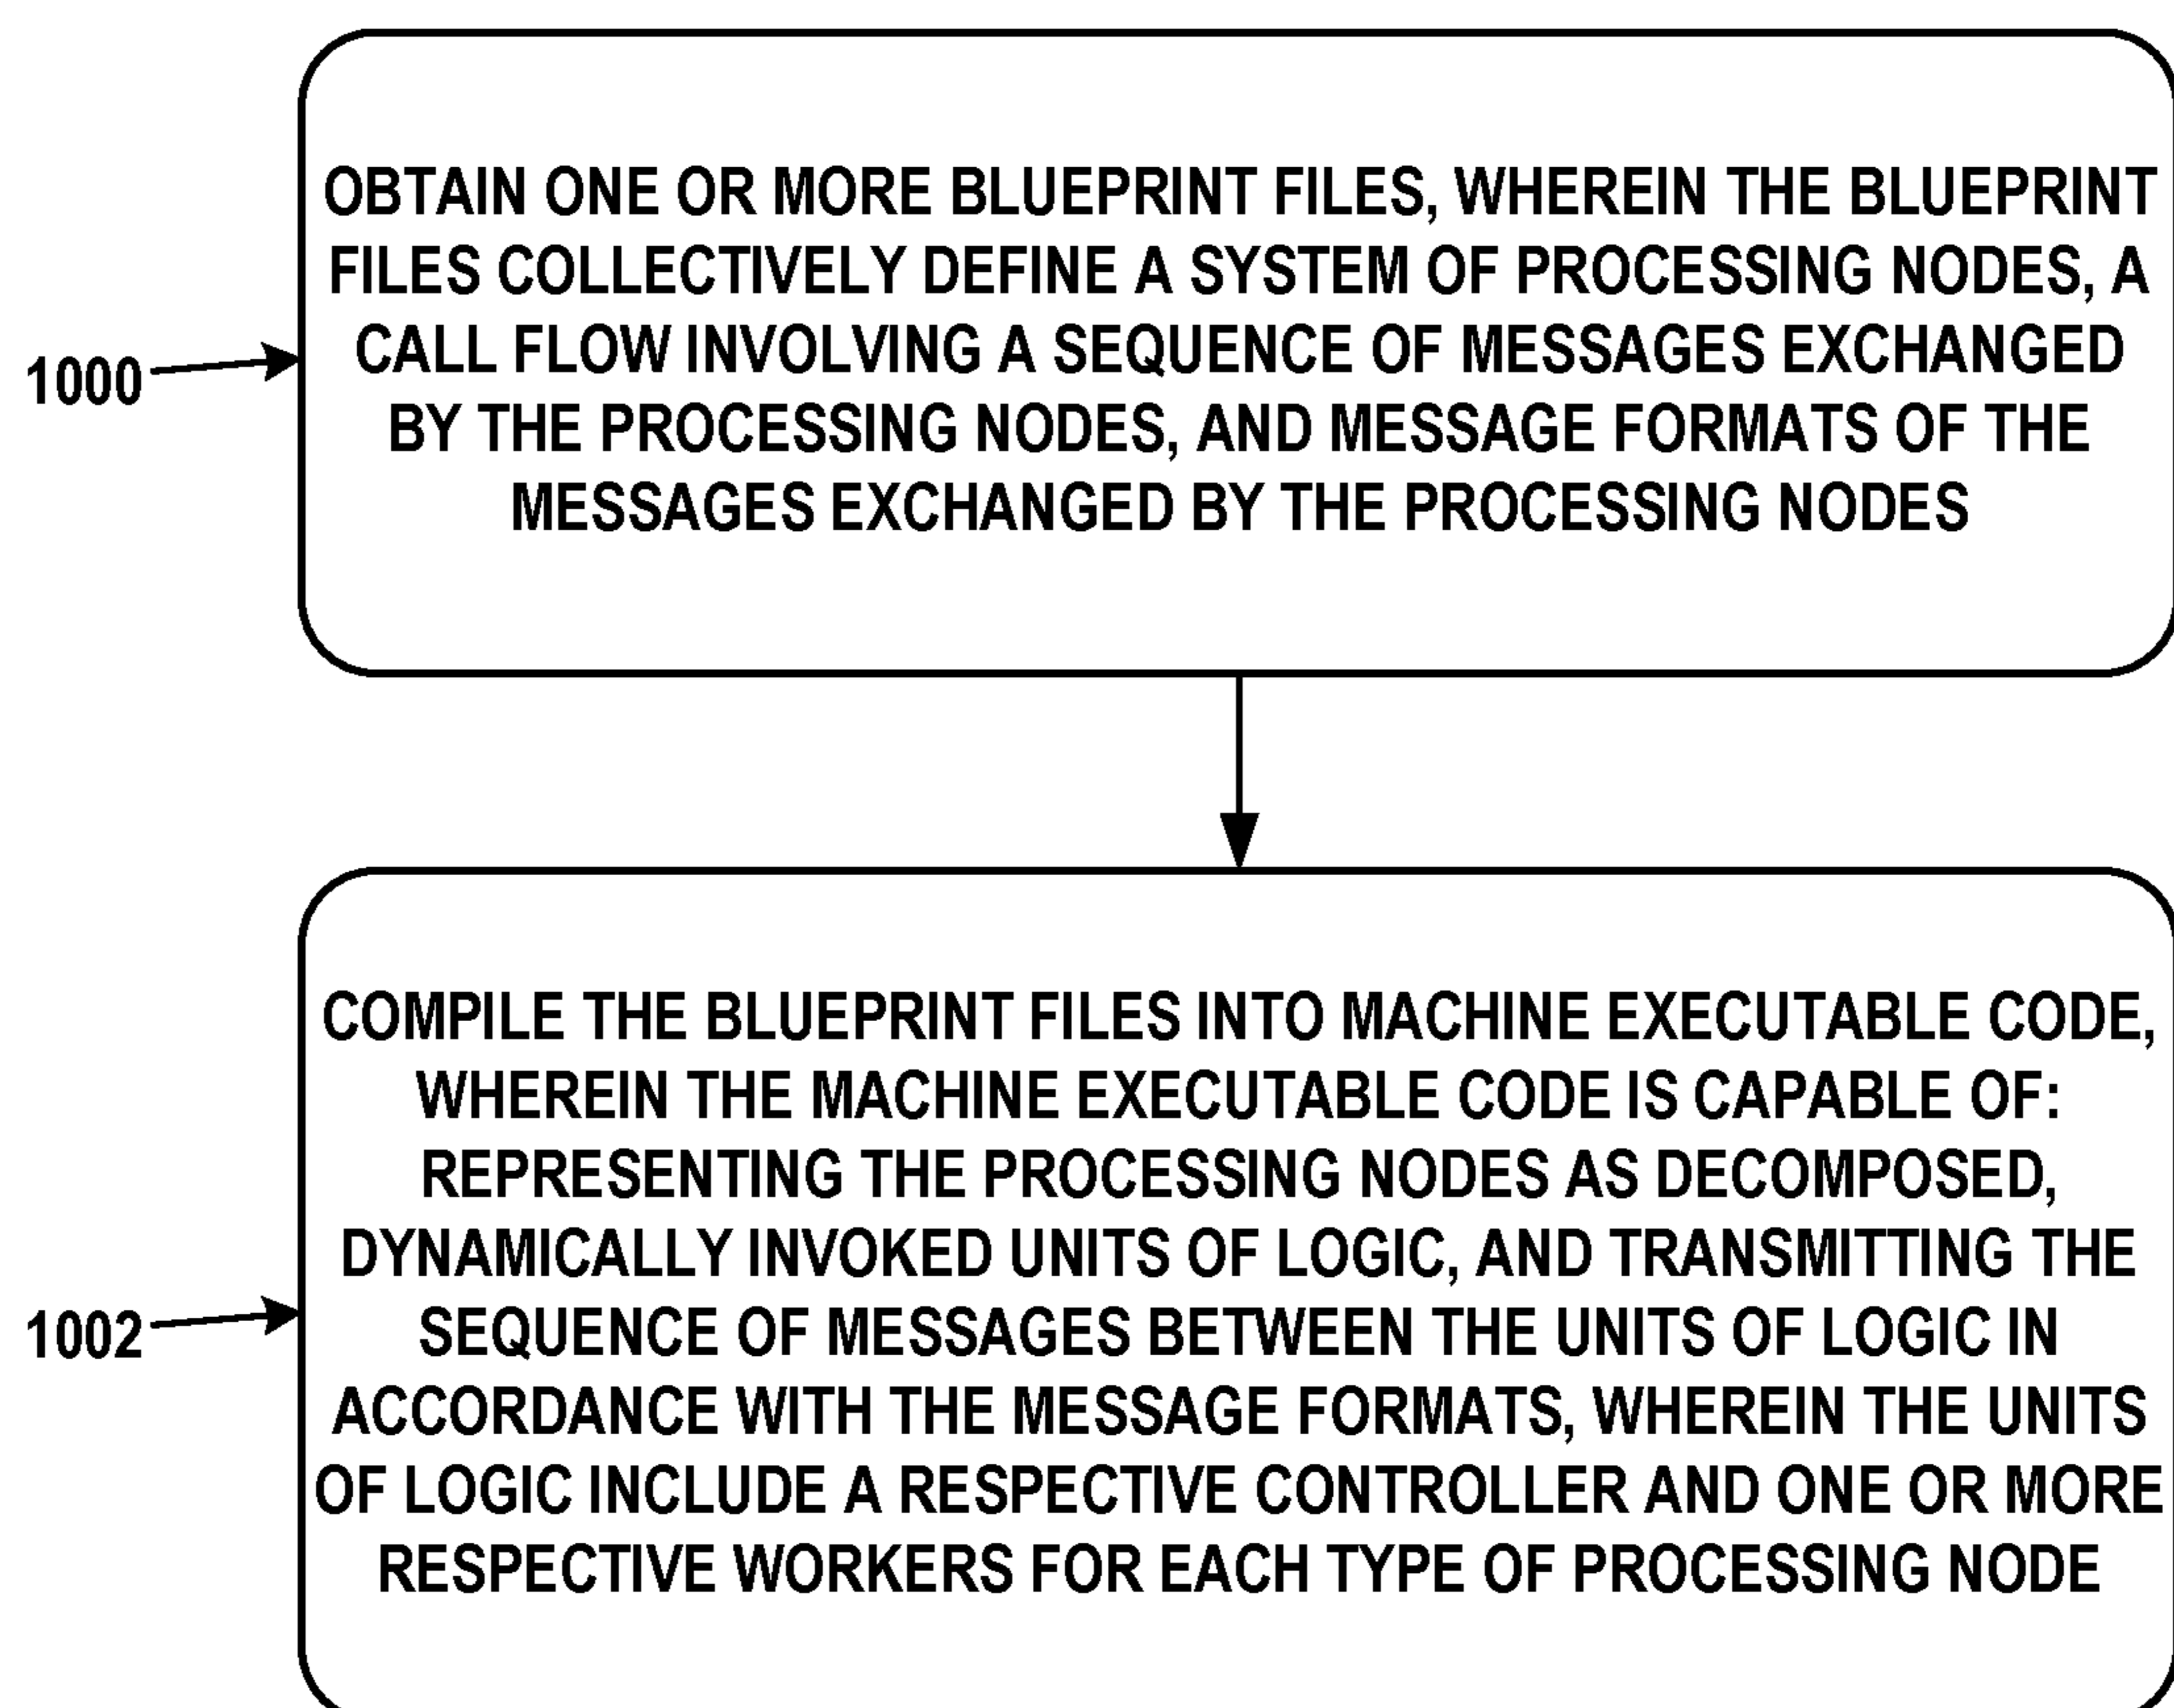 OBTAIN ONE OR MORE BLUEPRINT FILES, WHEREIN THE BLUEPRINT
FILES COLLECTIVELY DEFINE A SYSTEM OF PROCESSING NODES, A
CALL FLOW INVOLVING A SEQUENCE OF MESSAGES EXCHANGED
BY THE PROCESSING NODES, AND MESSAGE FORMATS OF THE
MESSAGES EXCHANGED BY THE PROCESSING NODES
1000
COMPILE THE BLUEPRINT FILES INTO MACHINE EXECUTABLE CODE,
WHEREIN THE MACHINE EXECUTABLE CODE IS CAPABLE OF:
REPRESENTING THE PROCESSING NODES AS DECOMPOSED,
DYNAMICALLY INVOKED UNITS OF LOGIC, AND TRANSMITTING THE
SEQUENCE OF MESSAGES BETWEEN THE UNITS OF LOGIC IN
ACCORDANCE WITH THE MESSAGE FORMATS, WHEREIN THE UNITS
OF LOGIC INCLUDE A RESPECTIVE CONTROLLER AND ONE OR MORE
RESPECTIVE WORKERS FOR EACH TYPE OF PROCESSING NODE
1002